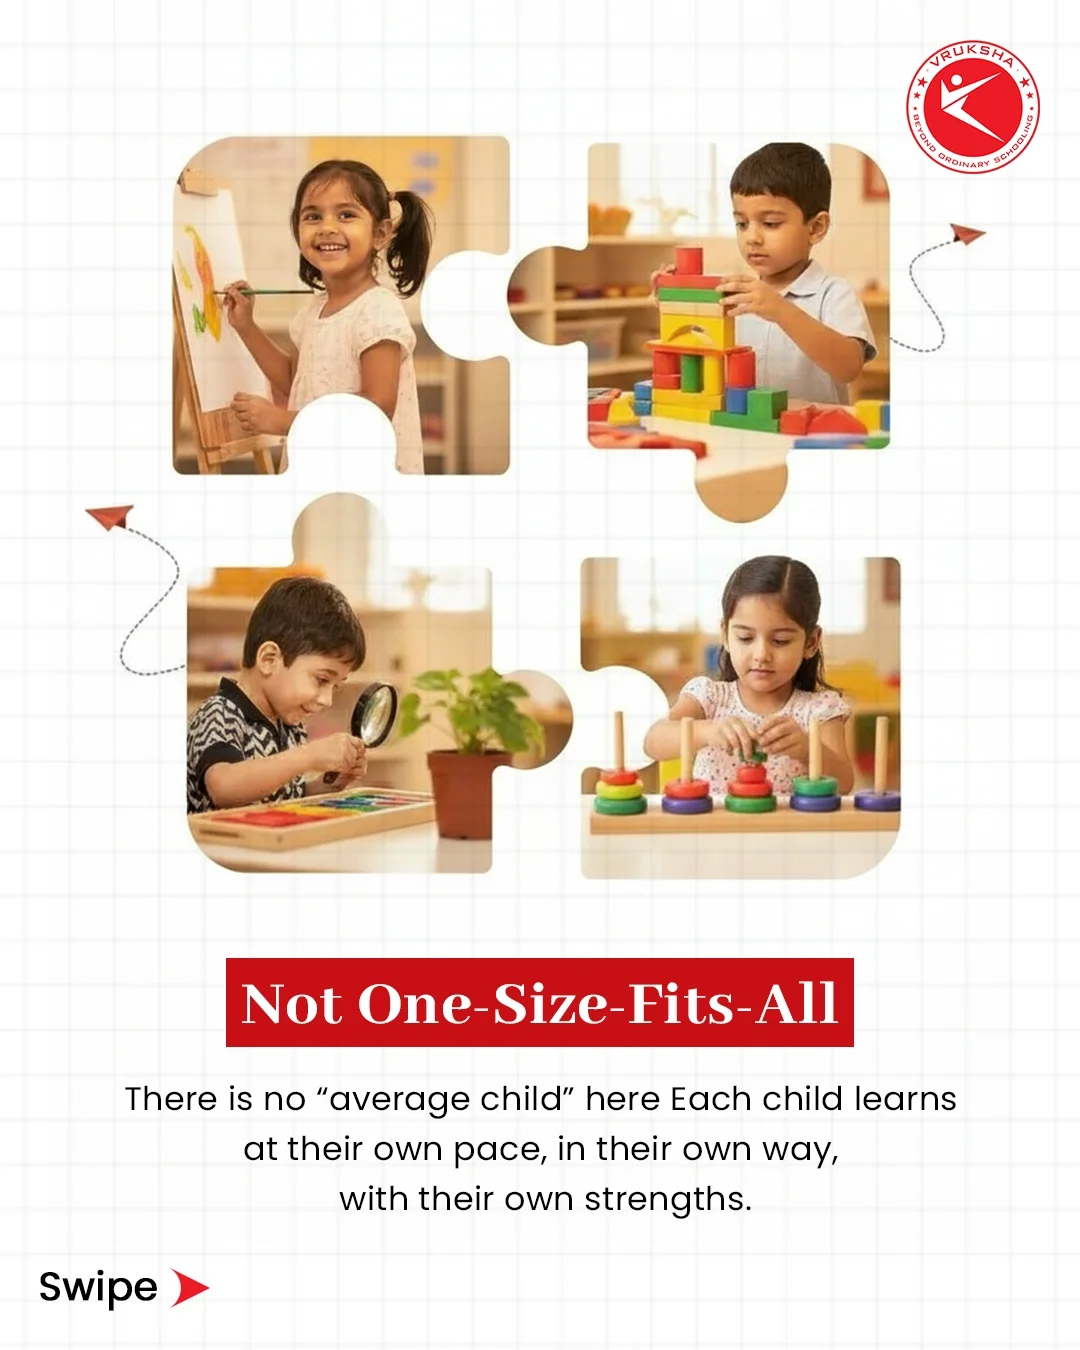 VRUKSHA
BEYOND ORDINARY SCHOOLING
Not One-Size-Fits-All
There is no “average child” here Each child learns
at their own pace, in their own way,
with their own strengths.
Swipe